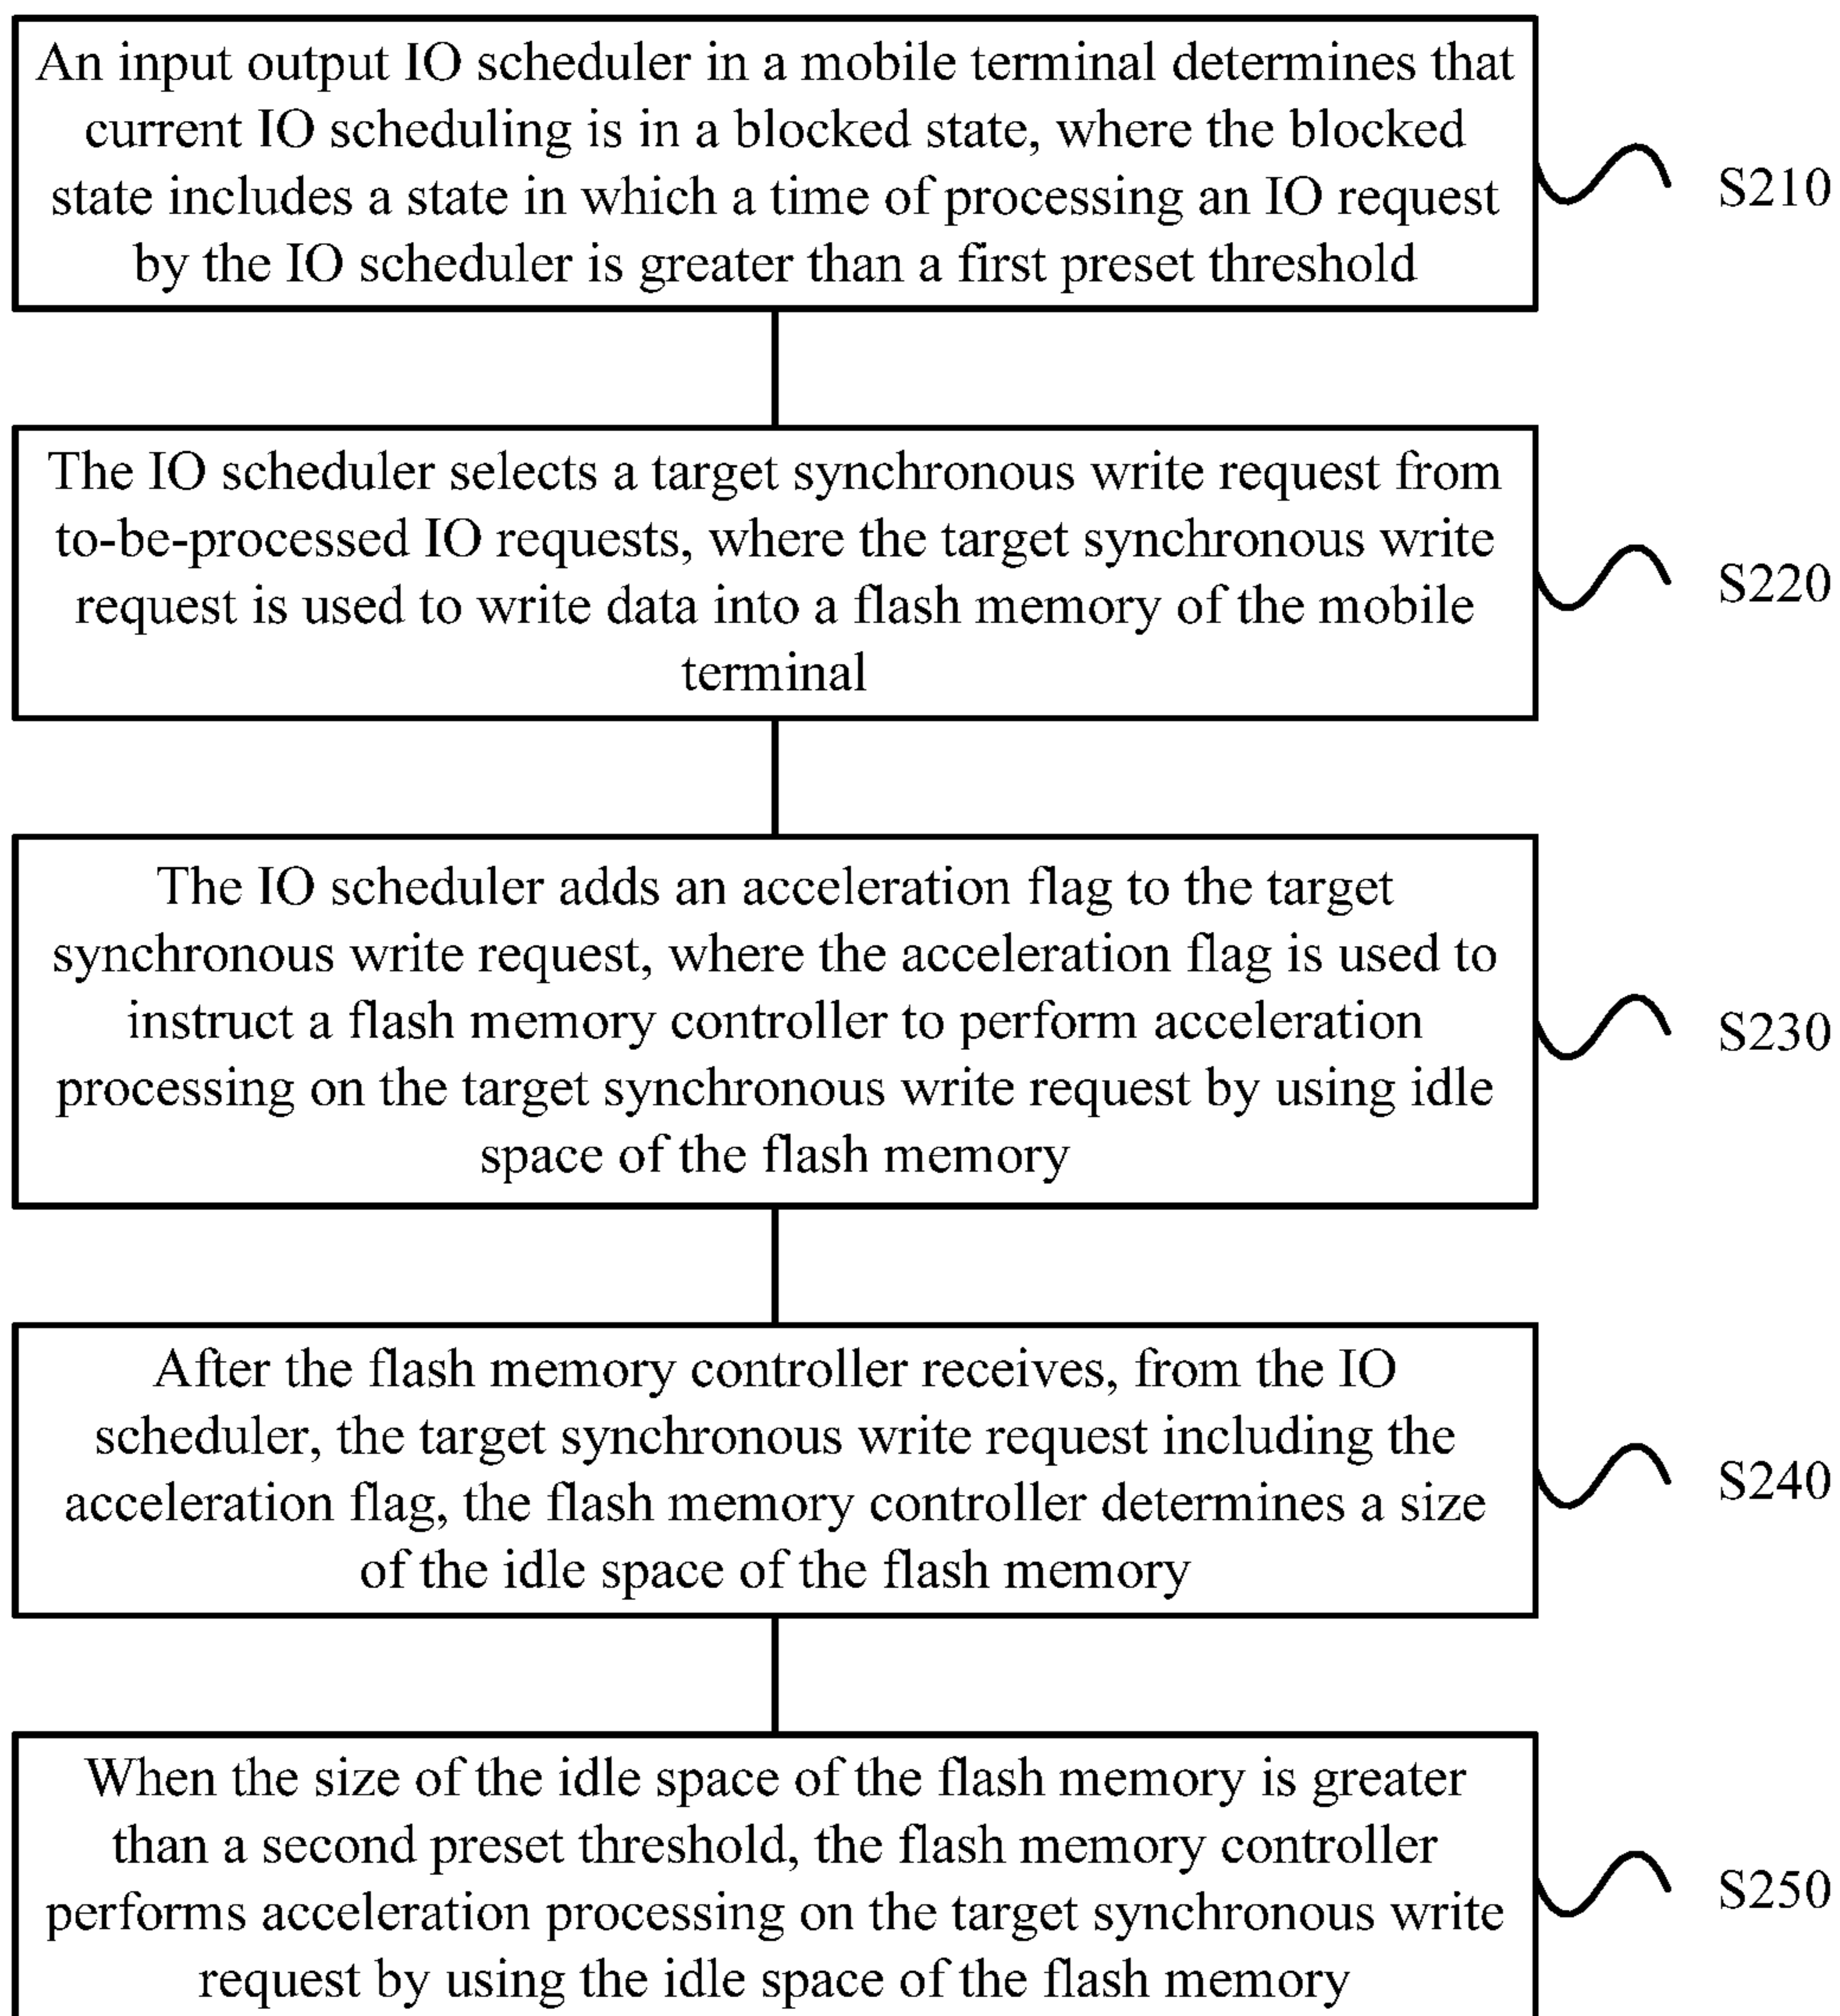 An input output IO scheduler in a mobile terminal determines that
current IO scheduling is in a blocked state, where the blocked
state includes a state in which a time of processing an IO request
by the IO scheduler is greater than a first preset threshold
S210
The IO scheduler selects a target synchronous write request from
to-be-processed IO requests, where the target synchronous write
request is used to write data into a flash memory of the mobile
terminal
S220
The IO scheduler adds an acceleration flag to the target
synchronous write request, where the acceleration flag is used to
instruct a flash memory controller to perform acceleration
processing on the target synchronous write request by using idle
space of the flash memory
S230
After the flash memory controller receives, from the IO
scheduler, the target synchronous write request including the
acceleration flag, the flash memory controller determines a size
of the idle space of the flash memory
S240
When the size of the idle space of the flash memory is greater
than a second preset threshold, the flash memory controller
performs acceleration processing on the target synchronous write
request by using the idle space of the flash memory
S250